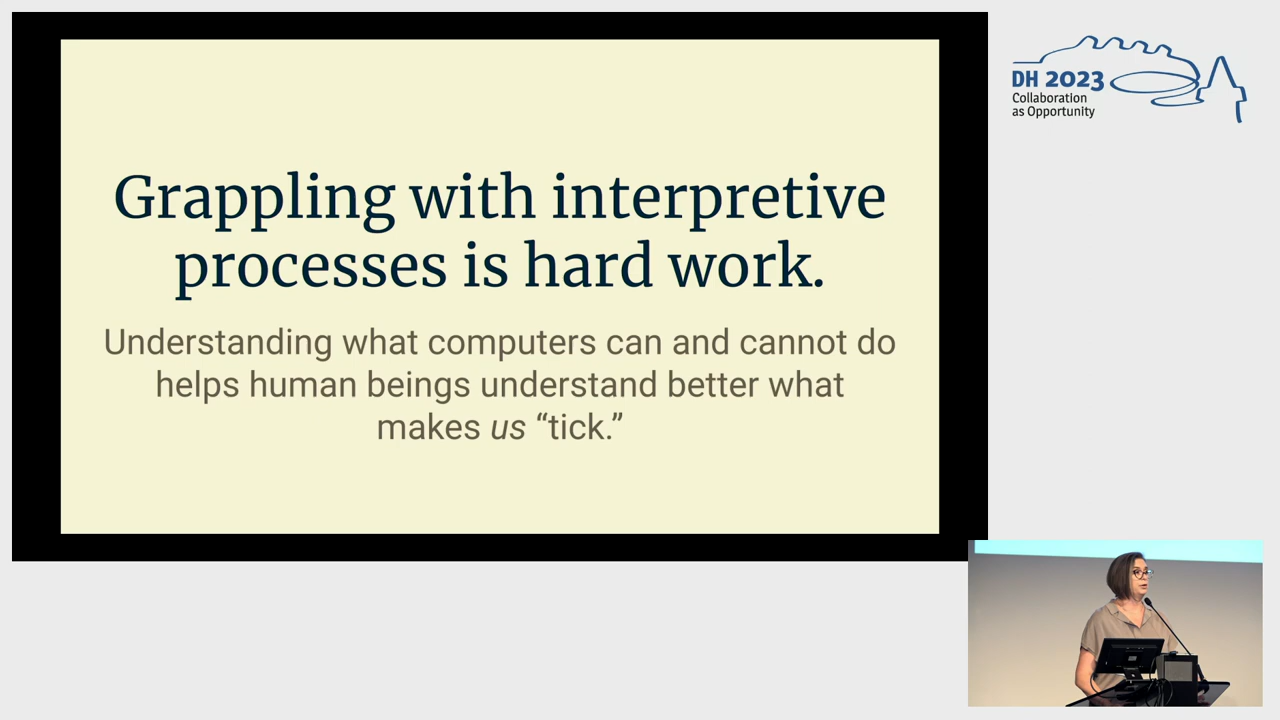 Grappling with interpretive
processes is hard work.
Understanding what computers can and cannot do
helps human beings understand better what
makes us “tick.”
DH 2023
Collaboration
as Opportunity